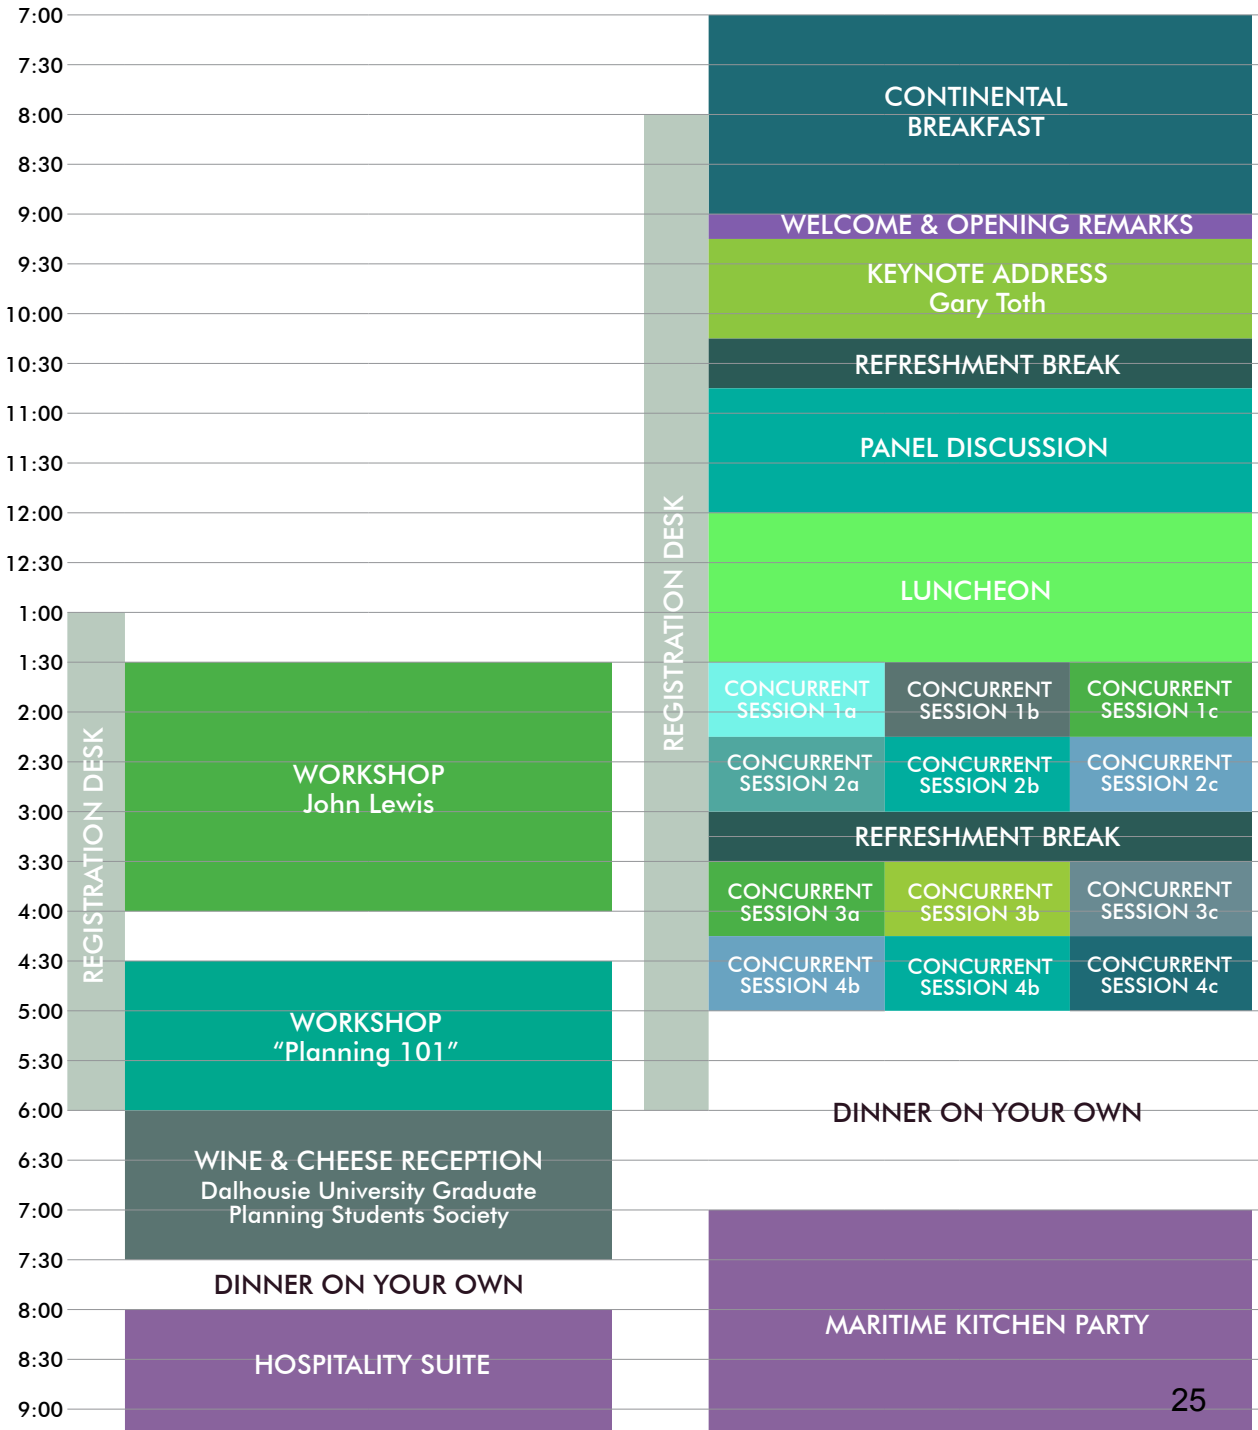 7:00
7:30
8:00
8:30
9:00
9:30
10:00
10:30
11:00
11:30
12:00
12:30
1:00
1:30
2:00
2:30
3:00
3:30
4:00
4:30
5:00
5:30
6:00
6:30
7:00
7:30
8:00
8:30
9:00
REGISTRATION DESK
WORKSHOP
John Lewis
WORKSHOP
“Planning 101”
WINE & CHEESE RECEPTION
Dalhousie University Graduate
Planning Students Society
DINNER ON YOUR OWN
HOSPITALITY SUITE
REGISTRATION DESK
CONTINENTAL
BREAKFAST
WELCOME & OPENING REMARKS
KEYNOTE ADDRESS
Gary Toth
REFRESHMENT BREAK
PANEL DISCUSSION
LUNCHEON
CONCURRENT
SESSION 1a
CONCURRENT
SESSION 1b
CONCURRENT
SESSION 1c
CONCURRENT
SESSION 2a
CONCURRENT
SESSION 2b
CONCURRENT
SESSION 2c
REFRESHMENT BREAK
CONCURRENT
SESSION 3a
CONCURRENT
SESSION 3b
CONCURRENT
SESSION 3c
CONCURRENT
SESSION 4b
CONCURRENT
SESSION 4b
CONCURRENT
SESSION 4c
DINNER ON YOUR OWN
MARITIME KITCHEN PARTY
25